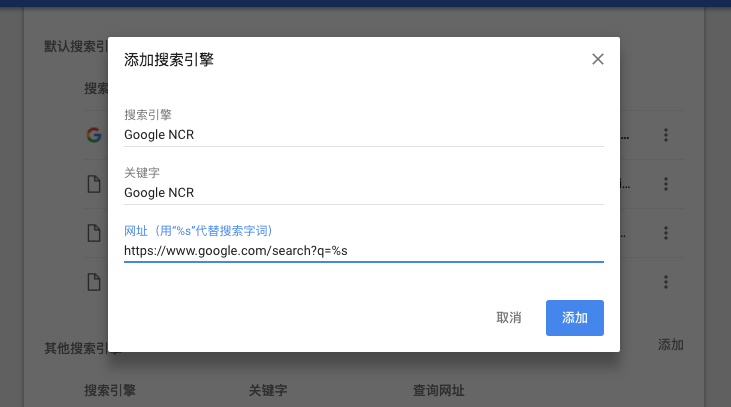 默认搜索引
添加搜索引擎
搜索
搜索引擎
Google NCR
关键字
Google NCR
网址（用“%s”代替搜索字词）
https://www.google.com/search?q=%s
取消
添加
其他搜索引
添加
搜索引擎
关键字
查询网址